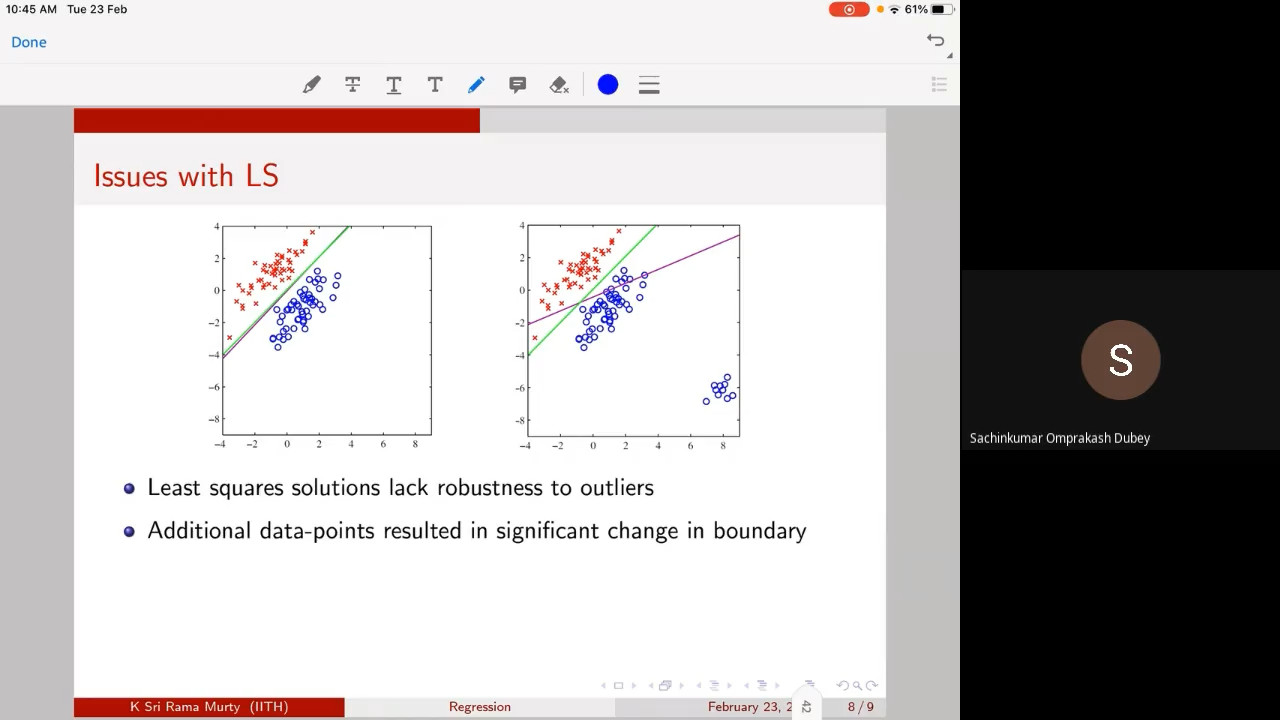 10:45 AM Tue 23 Feb
61%
Done
Issues with LS
4
2
0
−2
−4
−6
−8
−4 −2 0 2 4 6 8
4
2
0
−2
−4
−6
−8
−4 −2 0 2 4 6 8
Least squares solutions lack robustness to outliers
Additional data-points resulted in significant change in boundary
K Sri Rama Murty (IITH) Regression February 23, 2 42 8 / 9
S
Sachinkumar Omprakash Dubey